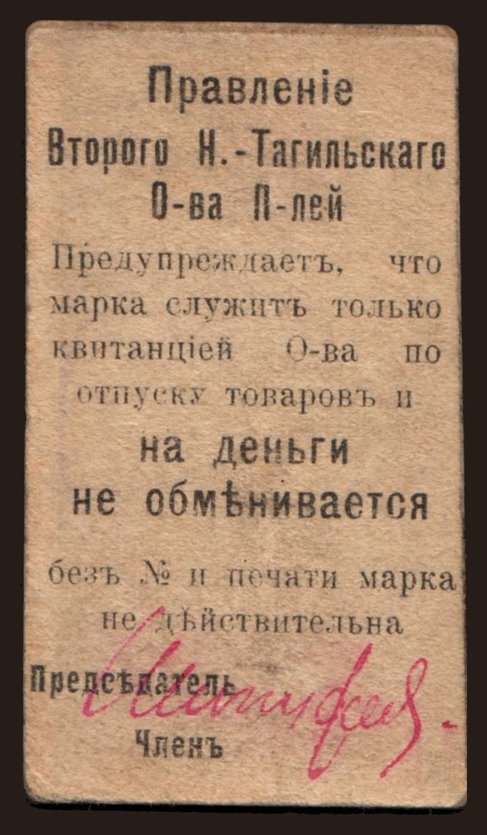 Правленіе
Второго Н.-Тагильскаго
О-ва П-лей
Предупреждаетъ, что
марка служитъ только
квитанціей О-ва по
отпуску товаровъ и
на деньги
не обмѣнивается
безъ № и печати марка
не дѣйствительна
Предсѣдатель
Членъ